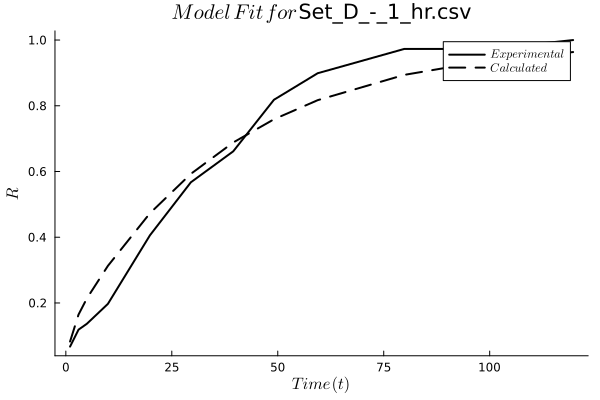 Model Fit for Set_D_-_1_hr.csv
1.0
Experimental
Calculated
0.8
0.6
0.4
0.2
R
0 25 50 75 100
Time(t)